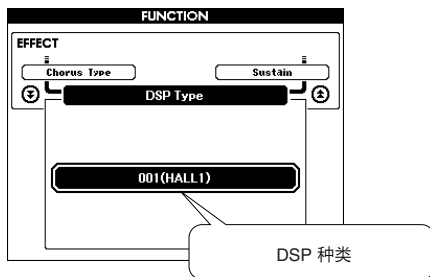 FUNCTION
EFFECT
Chorus Type
Sustain
DSP Type
001(HALL1)
DSP 种类